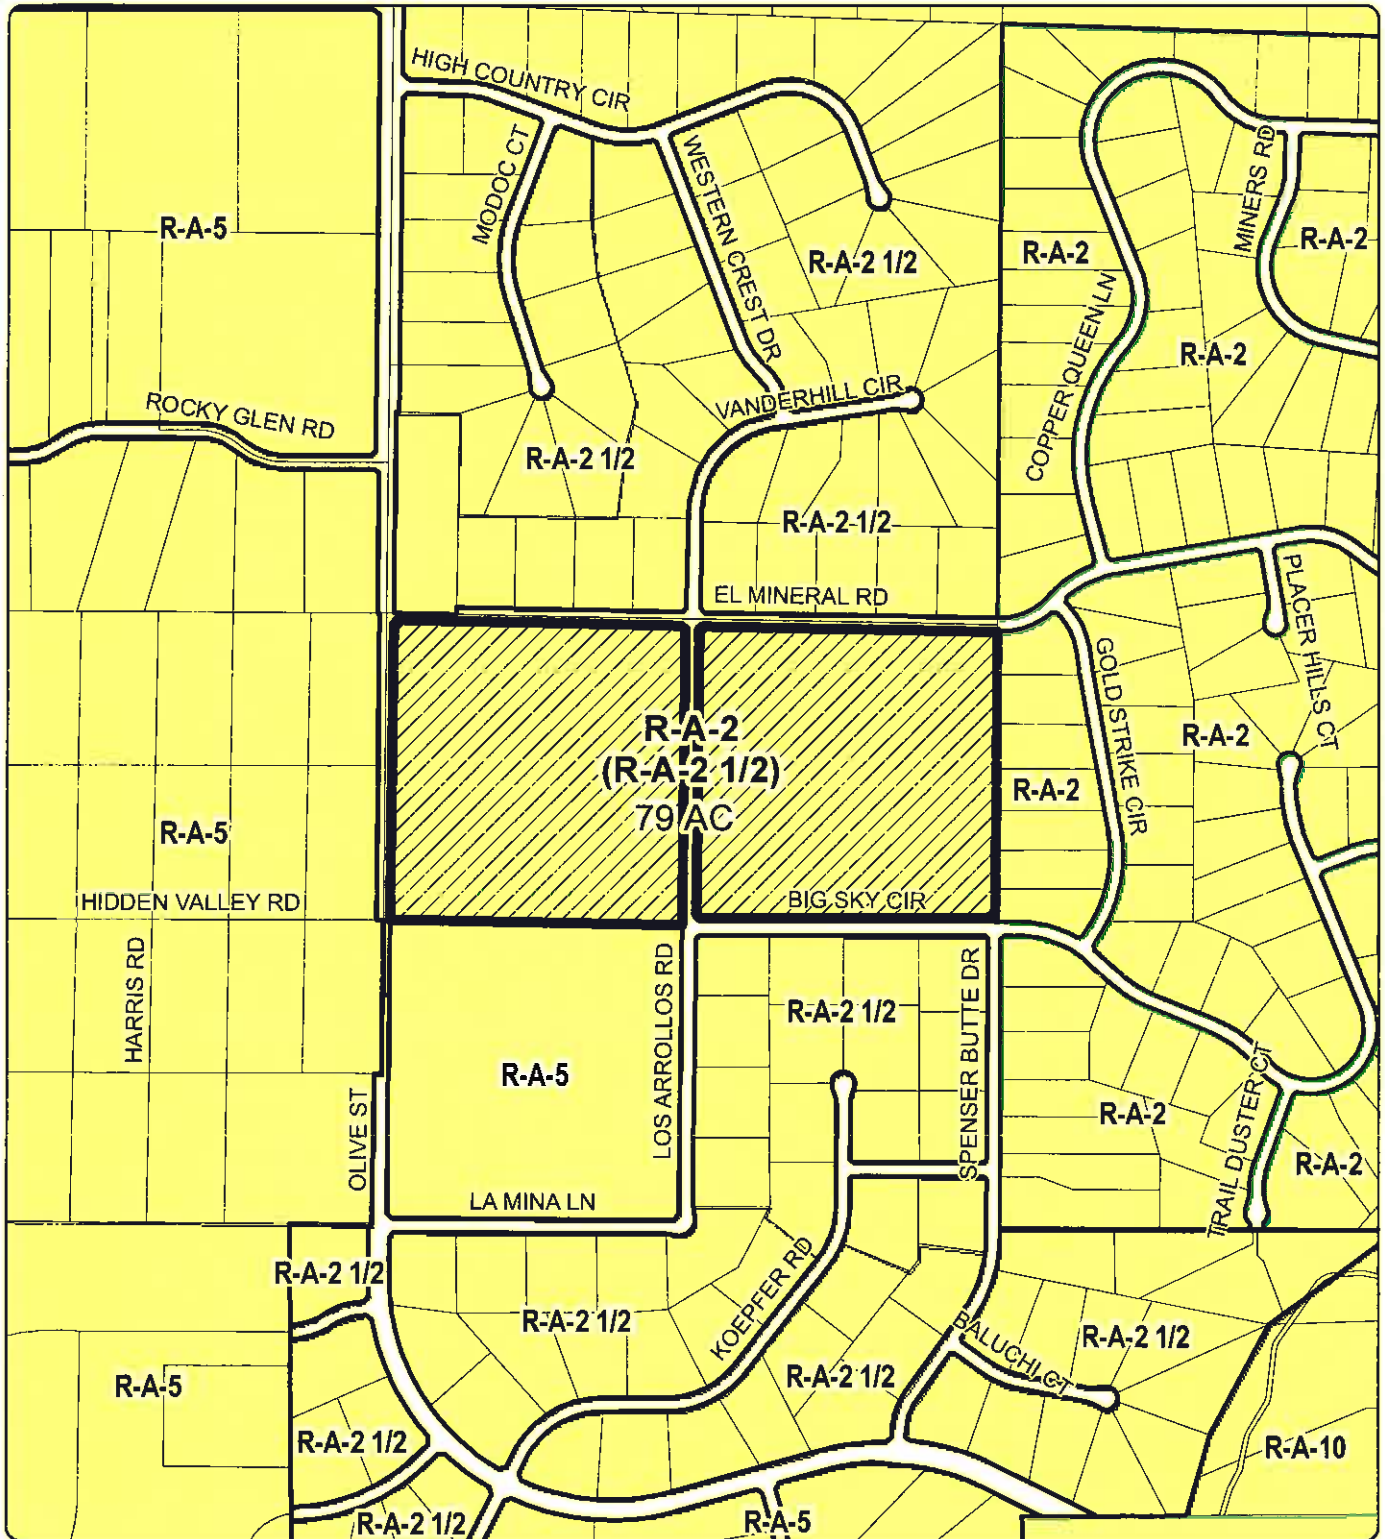 HIGH COUNTRY CIR
MODOC CT
WESTERN CREST DR
MINERS RD
R-A-5
R-A-2
R-A-2
R-A-2 1/2
COPPER QUEEN LN
R-A-2
VANDERHILL CIR
ROCKY GLEN RD
R-A-2 1/2
R-A-2 1/2
EL MINERAL RD
PLACER HILLS CT
GOLD STRIKE CIR
R-A-2
(R-A-2 1/2)
79 AC
R-A-2
R-A-2
R-A-5
HIDDEN VALLEY RD
BIG SKY CIR
HARRIS RD
LOS ARROLLOS RD
SPENSER BUTTE DR
R-A-2 1/2
R-A-5
OLIVE ST
TRAIL DUSTER CT
R-A-2
R-A-2
LA MINA LN
R-A-2 1/2
KOEPFER RD
R-A-2 1/2
BALUCHI CT
R-A-2 1/2
R-A-5
R-A-2 1/2
R-A-2 1/2
R-A-10
R-A-2 1/2
R-A-5